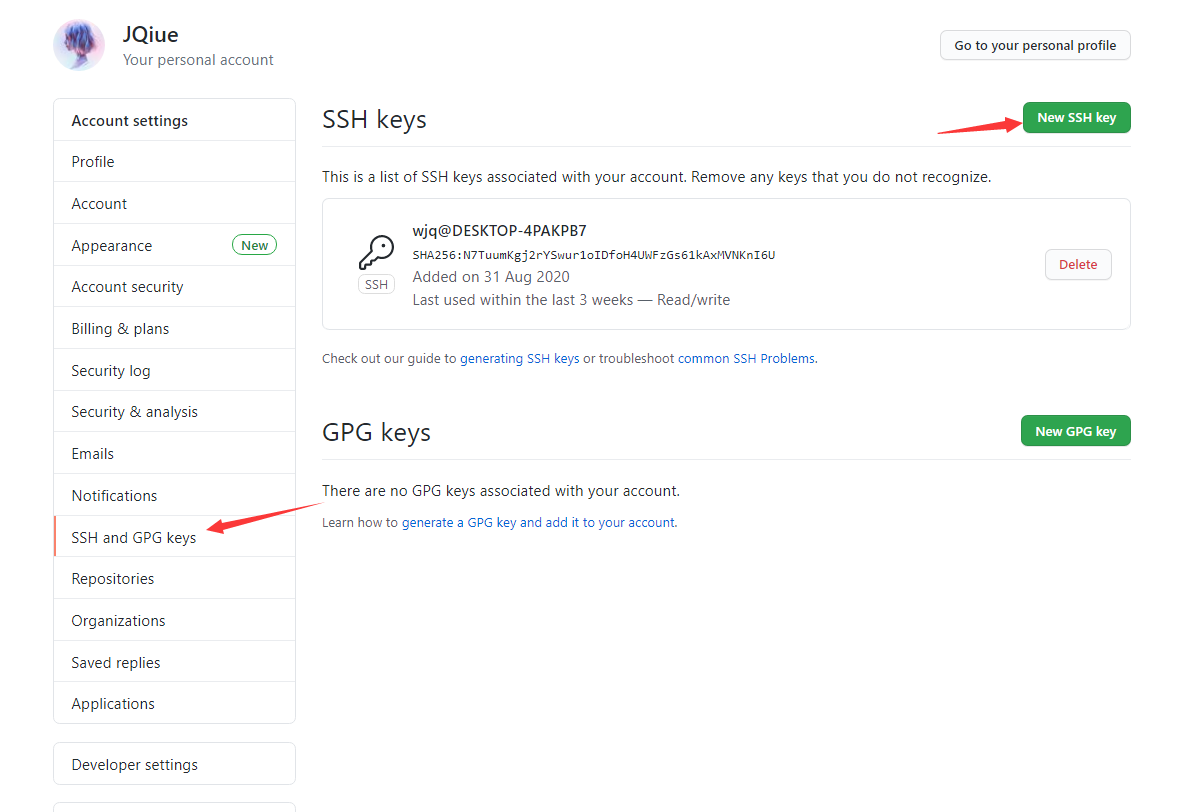 JQiue
Your personal account
Go to your personal profile
Account settings
Profile
Account
Appearance New
Account security
Billing & plans
Security log
Security & analysis
Emails
Notifications
SSH and GPG keys
Repositories
Organizations
Saved replies
Applications
Developer settings
SSH keys
New SSH key
This is a list of SSH keys associated with your account. Remove any keys that you do not recognize.
SSH
wjq@DESKTOP-4PAKPB7
SHA256:N7TuumKgj2rYSwur1oIDfoH4UWFzGs61kAxMVNKnI6U
Added on 31 Aug 2020
Last used within the last 3 weeks — Read/write
Delete
Check out our guide to generating SSH keys or troubleshoot common SSH Problems.
GPG keys
New GPG key
There are no GPG keys associated with your account.
Learn how to generate a GPG key and add it to your account.